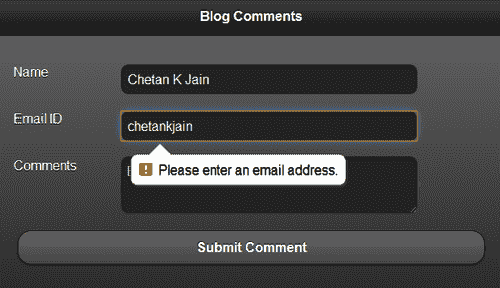 Blog Comments
Name
Chetan K Jain
Email ID
chetankjain
Comments
Please enter an email address.
Submit Comment